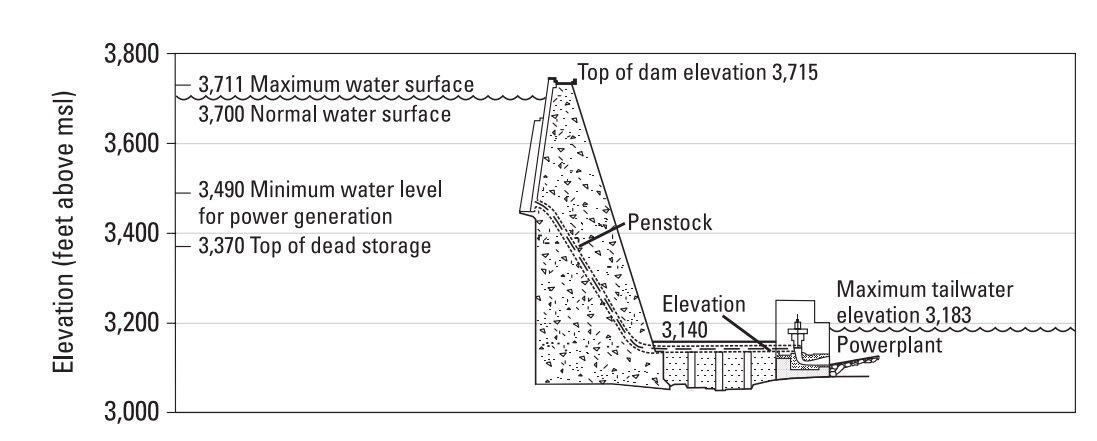 3,800
Top of dam elevation 3,715
3,711 Maximum water surface
3,700 Normal water surface
3,600
3,490 Minimum water level
for power generation
3,400
3,370 Top of dead storage
Penstock
Elevation (feet above msl)
Elevation
3,140
Maximum tailwater
elevation 3,183
3,200
Powerplant
3,000